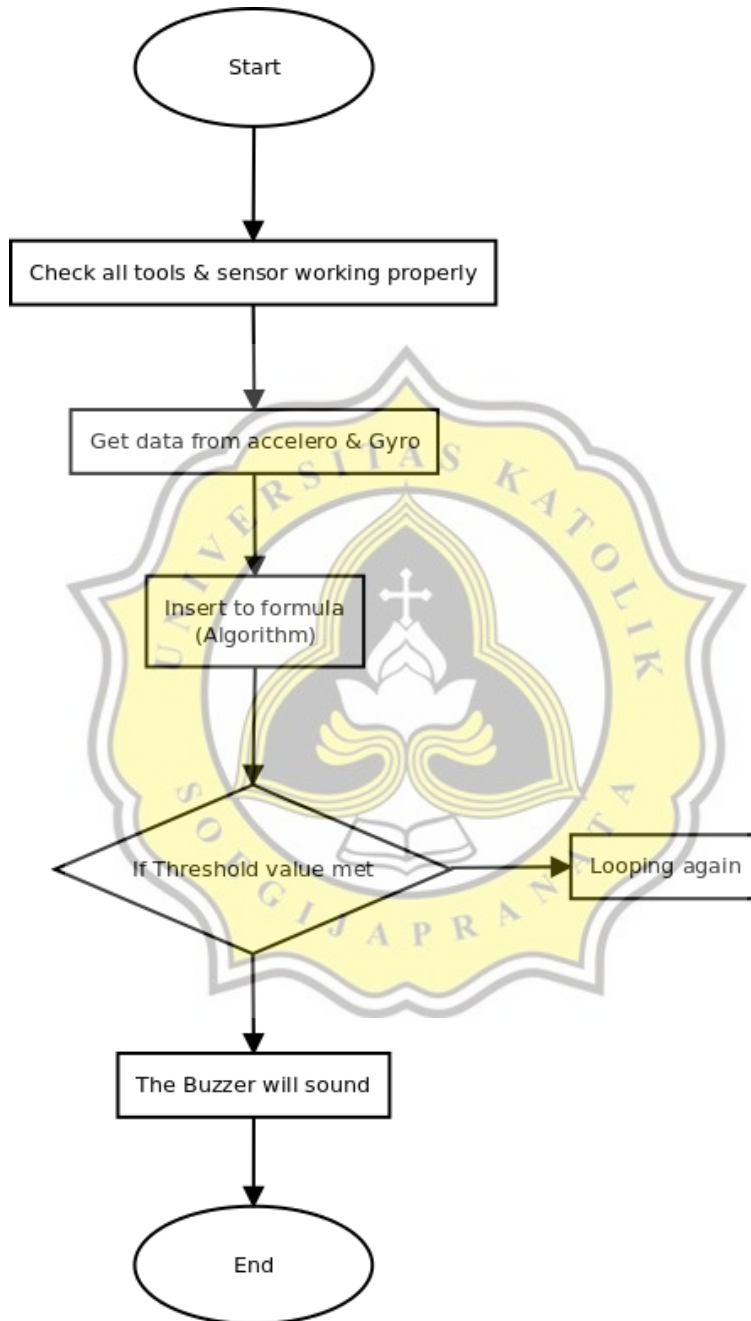 Start
Check all tools & sensor working properly
Get data from accelero & Gyro
Insert to formula
(Algorithm)
If Threshold value met
Looping again
The Buzzer will sound
End
UNIVERSITAS KATOLIK
SOEGIJAPRANATA